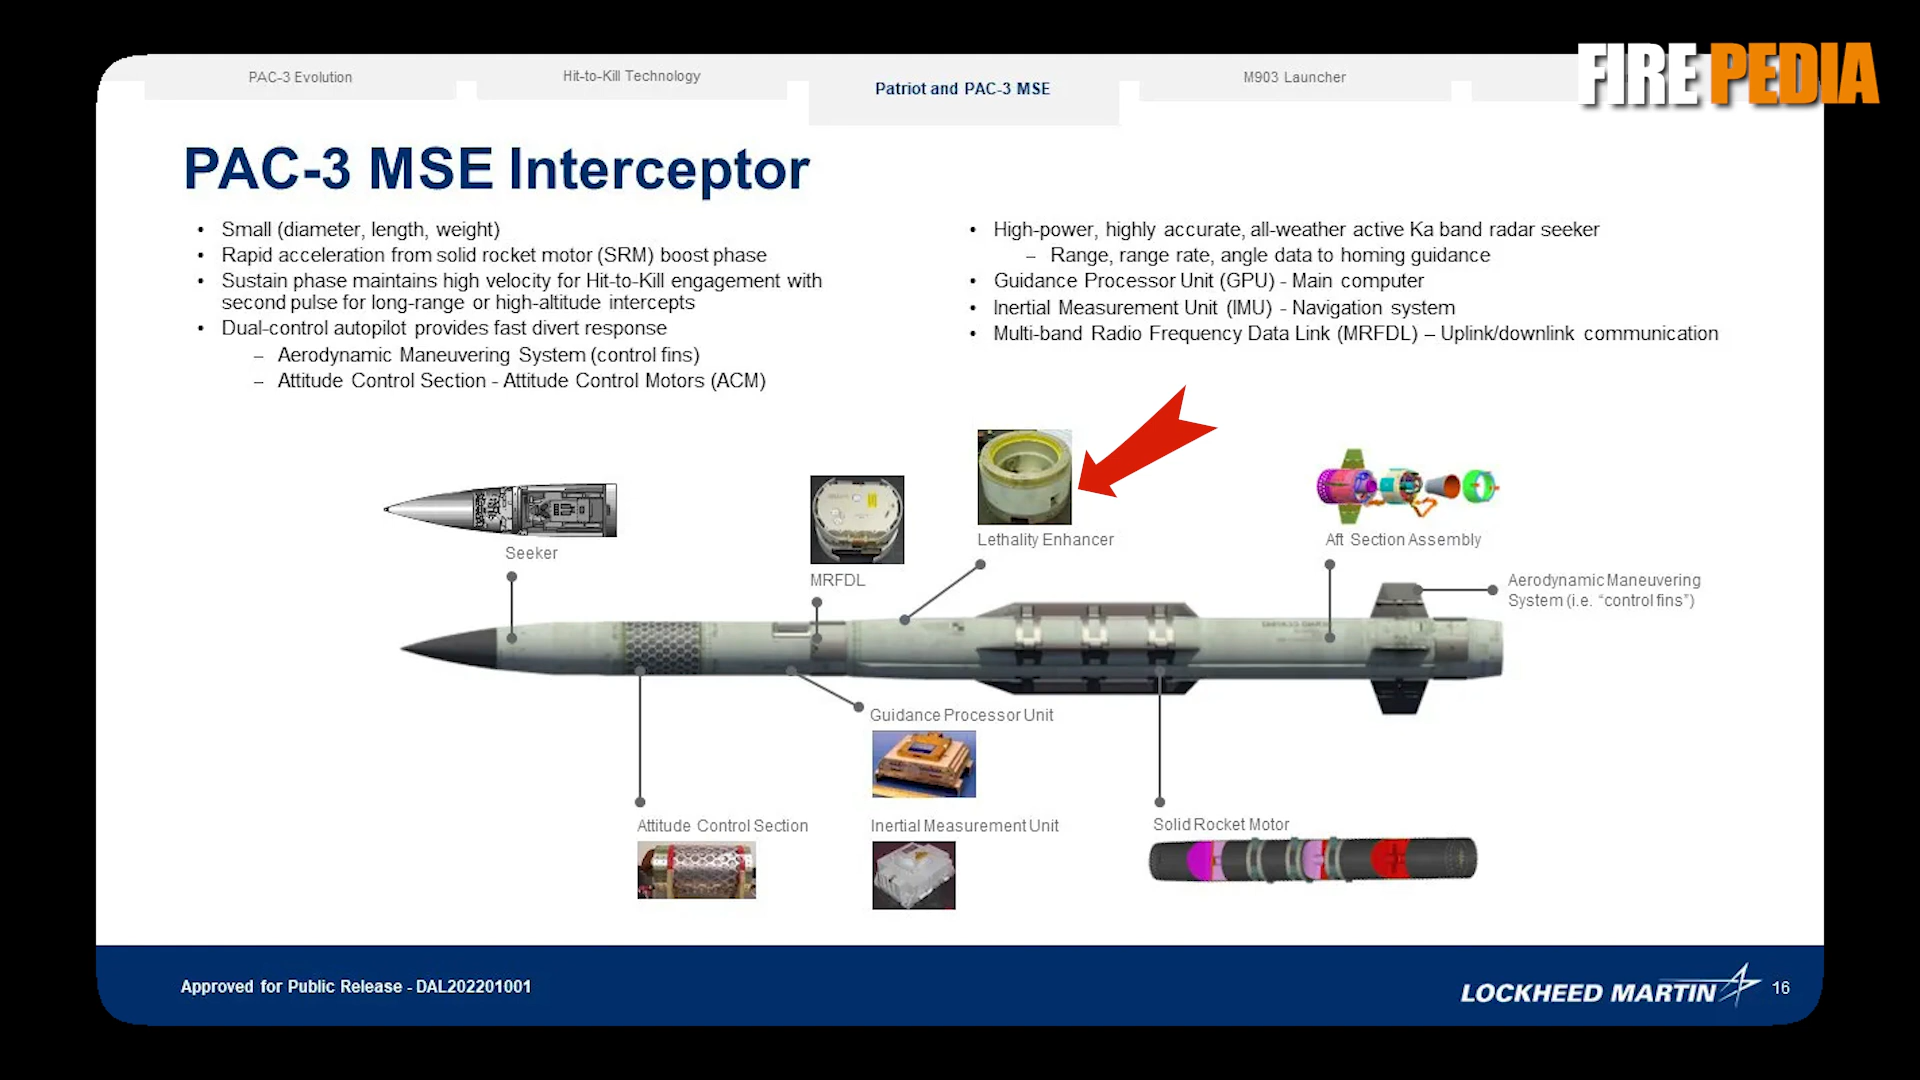 PAC-3 Evolution
Hit-to-Kill Technology
Patriot and PAC-3 MSE
M903 Launcher
FIRE PEDIA
PAC-3 MSE Interceptor
• Small (diameter, length, weight)
• Rapid acceleration from solid rocket motor (SRM) boost phase
• Sustain phase maintains high velocity for Hit-to-Kill engagement with
second pulse for long-range or high-altitude intercepts
• Dual-control autopilot provides fast divert response
– Aerodynamic Maneuvering System (control fins)
– Attitude Control Section - Attitude Control Motors (ACM)
• High-power, highly accurate, all-weather active Ka band radar seeker
– Range, range rate, angle data to homing guidance
• Guidance Processor Unit (GPU) - Main computer
• Inertial Measurement Unit (IMU) - Navigation system
• Multi-band Radio Frequency Data Link (MRFDL) – Uplink/downlink communication
Seeker
MRFDL
Lethality Enhancer
Aft Section Assembly
Aerodynamic Maneuvering
System (i.e. “control fins”)
Guidance Processor Unit
Attitude Control Section
Inertial Measurement Unit
Solid Rocket Motor
Approved for Public Release - DAL202201001
LOCKHEED MARTIN
16